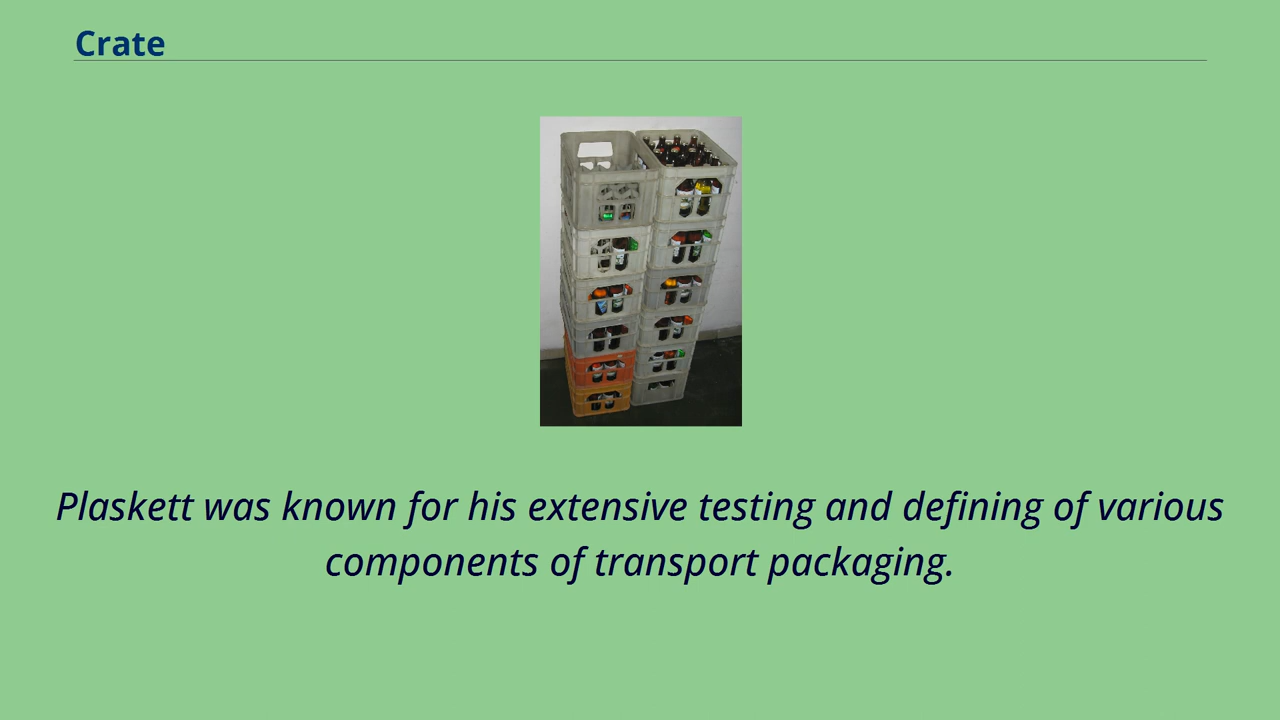 Crate
Plaskett was known for his extensive testing and defining of various
components of transport packaging.